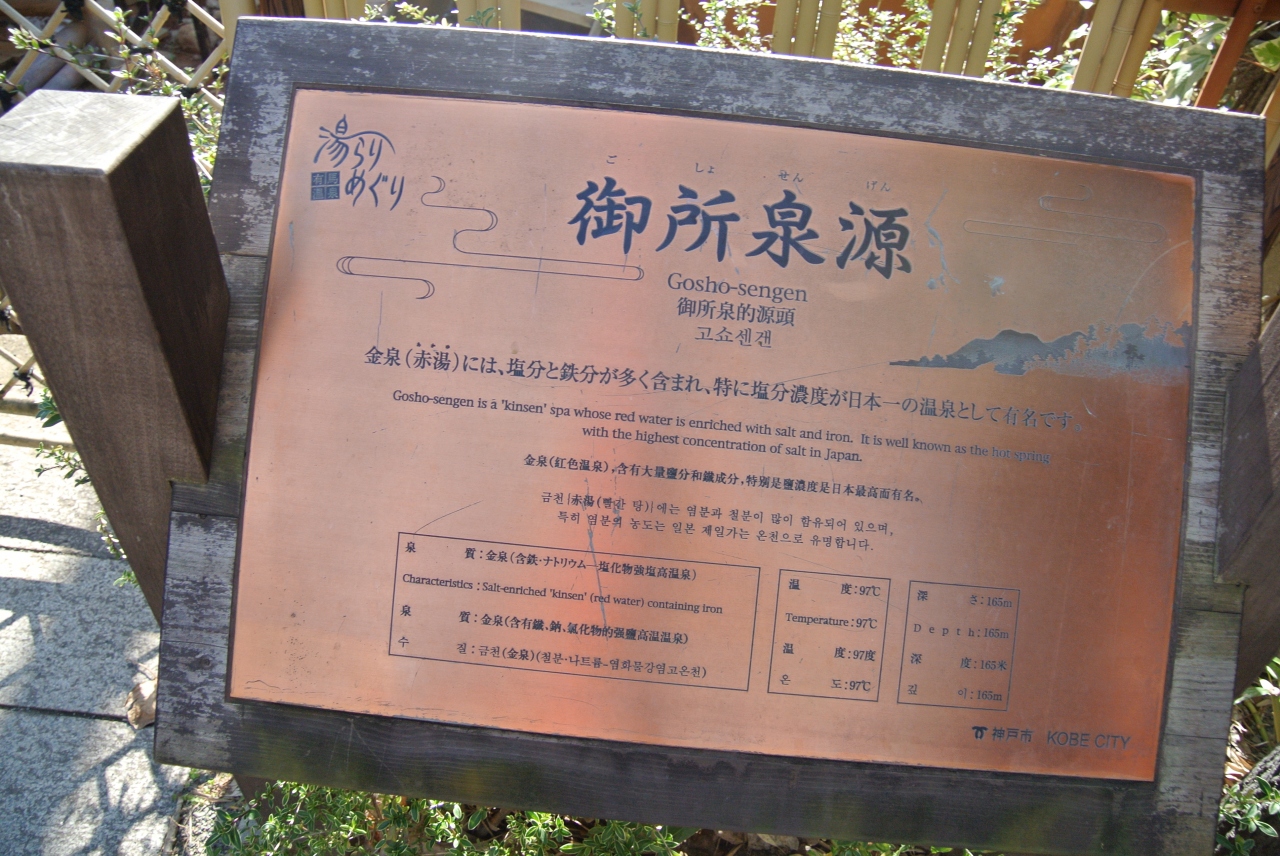 湯らり
有馬温泉 めぐり
ご しょ せん げん
御所泉源
Gosho-sengen
御所泉的源頭
고쇼센갠
金泉(赤湯)には、塩分と鉄分が多く含まれ、特に塩分濃度が日本一の温泉として有名です。
Gosho-sengen is a 'kinsen' spa whose red water is enriched with salt and iron. It is well known as the hot spring
with the highest concentration of salt in Japan.
金泉(紅色温泉),含有大量鹽分和鐵成分,特別是鹽濃度是日本最高而有名。
금천|赤湯(빨간 탕)|에는 염분과 철분이 많이 함유되어 있으며,
특히 염분의 농도는 일본 제일가는 온천으로 유명합니다.
泉 質:金泉(含鉄・ナトリウム—塩化物強塩高温泉)
Characteristics : Salt-enriched 'kinsen' (red water) containing iron
泉 質:金泉(含有鐵,鈉,氯化物的强鹽高温温泉)
수 질:금천(金泉)(철분·나트륨-염화물강염고온천)
温 度:97℃
Temperature:97℃
温 度:97度
온 도:97℃
深 さ:165m
Depth:165m
深 度:165米
깊 이:165m
神戸市 KOBE CITY